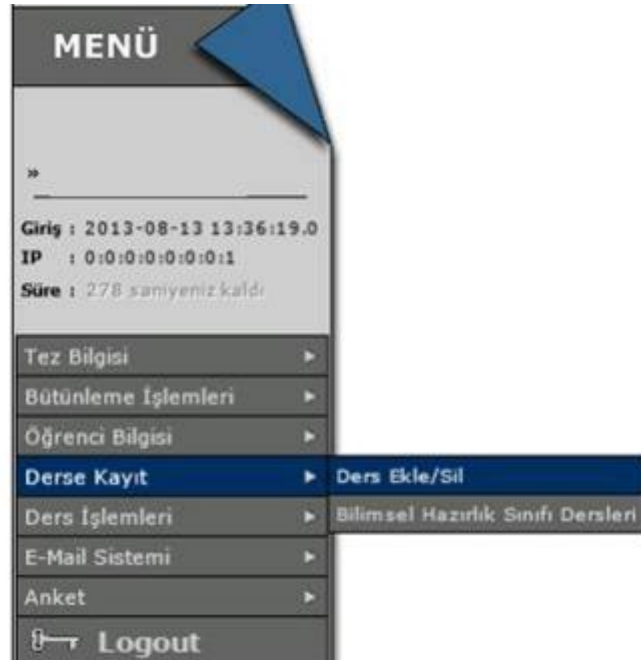 MENÜ
»
Giriş : 2013-08-13 13:36:19.0
IP : 0:0:0:0:0:0:0:1
Süre : 278 saniyeniz kaldı
Tez Bilgisi
Bütünleme İşlemleri
Öğrenci Bilgisi
Derse Kayıt
Ders Ekle/Sil
Ders İşlemleri
Bilimsel Hazırlık Sınıfı Dersleri
E-Mail Sistemi
Anket
Logout